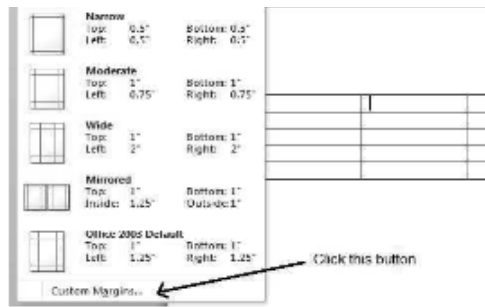 Narrow
Top: 0.5" Bottom: 0.5"
Left: 0.5" Right: 0.5"
Moderate
Top: 1" Bottom: 1"
Left: 0.75" Right: 0.75"
Wide
Top: 1" Bottom: 1"
Left: 2" Right: 2"
Mirrored
Top: 1" Bottom: 1"
Inside: 1.25" Outside: 1"
Office 2003 Default
Top: 1" Bottom: 1"
Left: 1.25" Right: 1.25"
Custom Margins...
Click this button